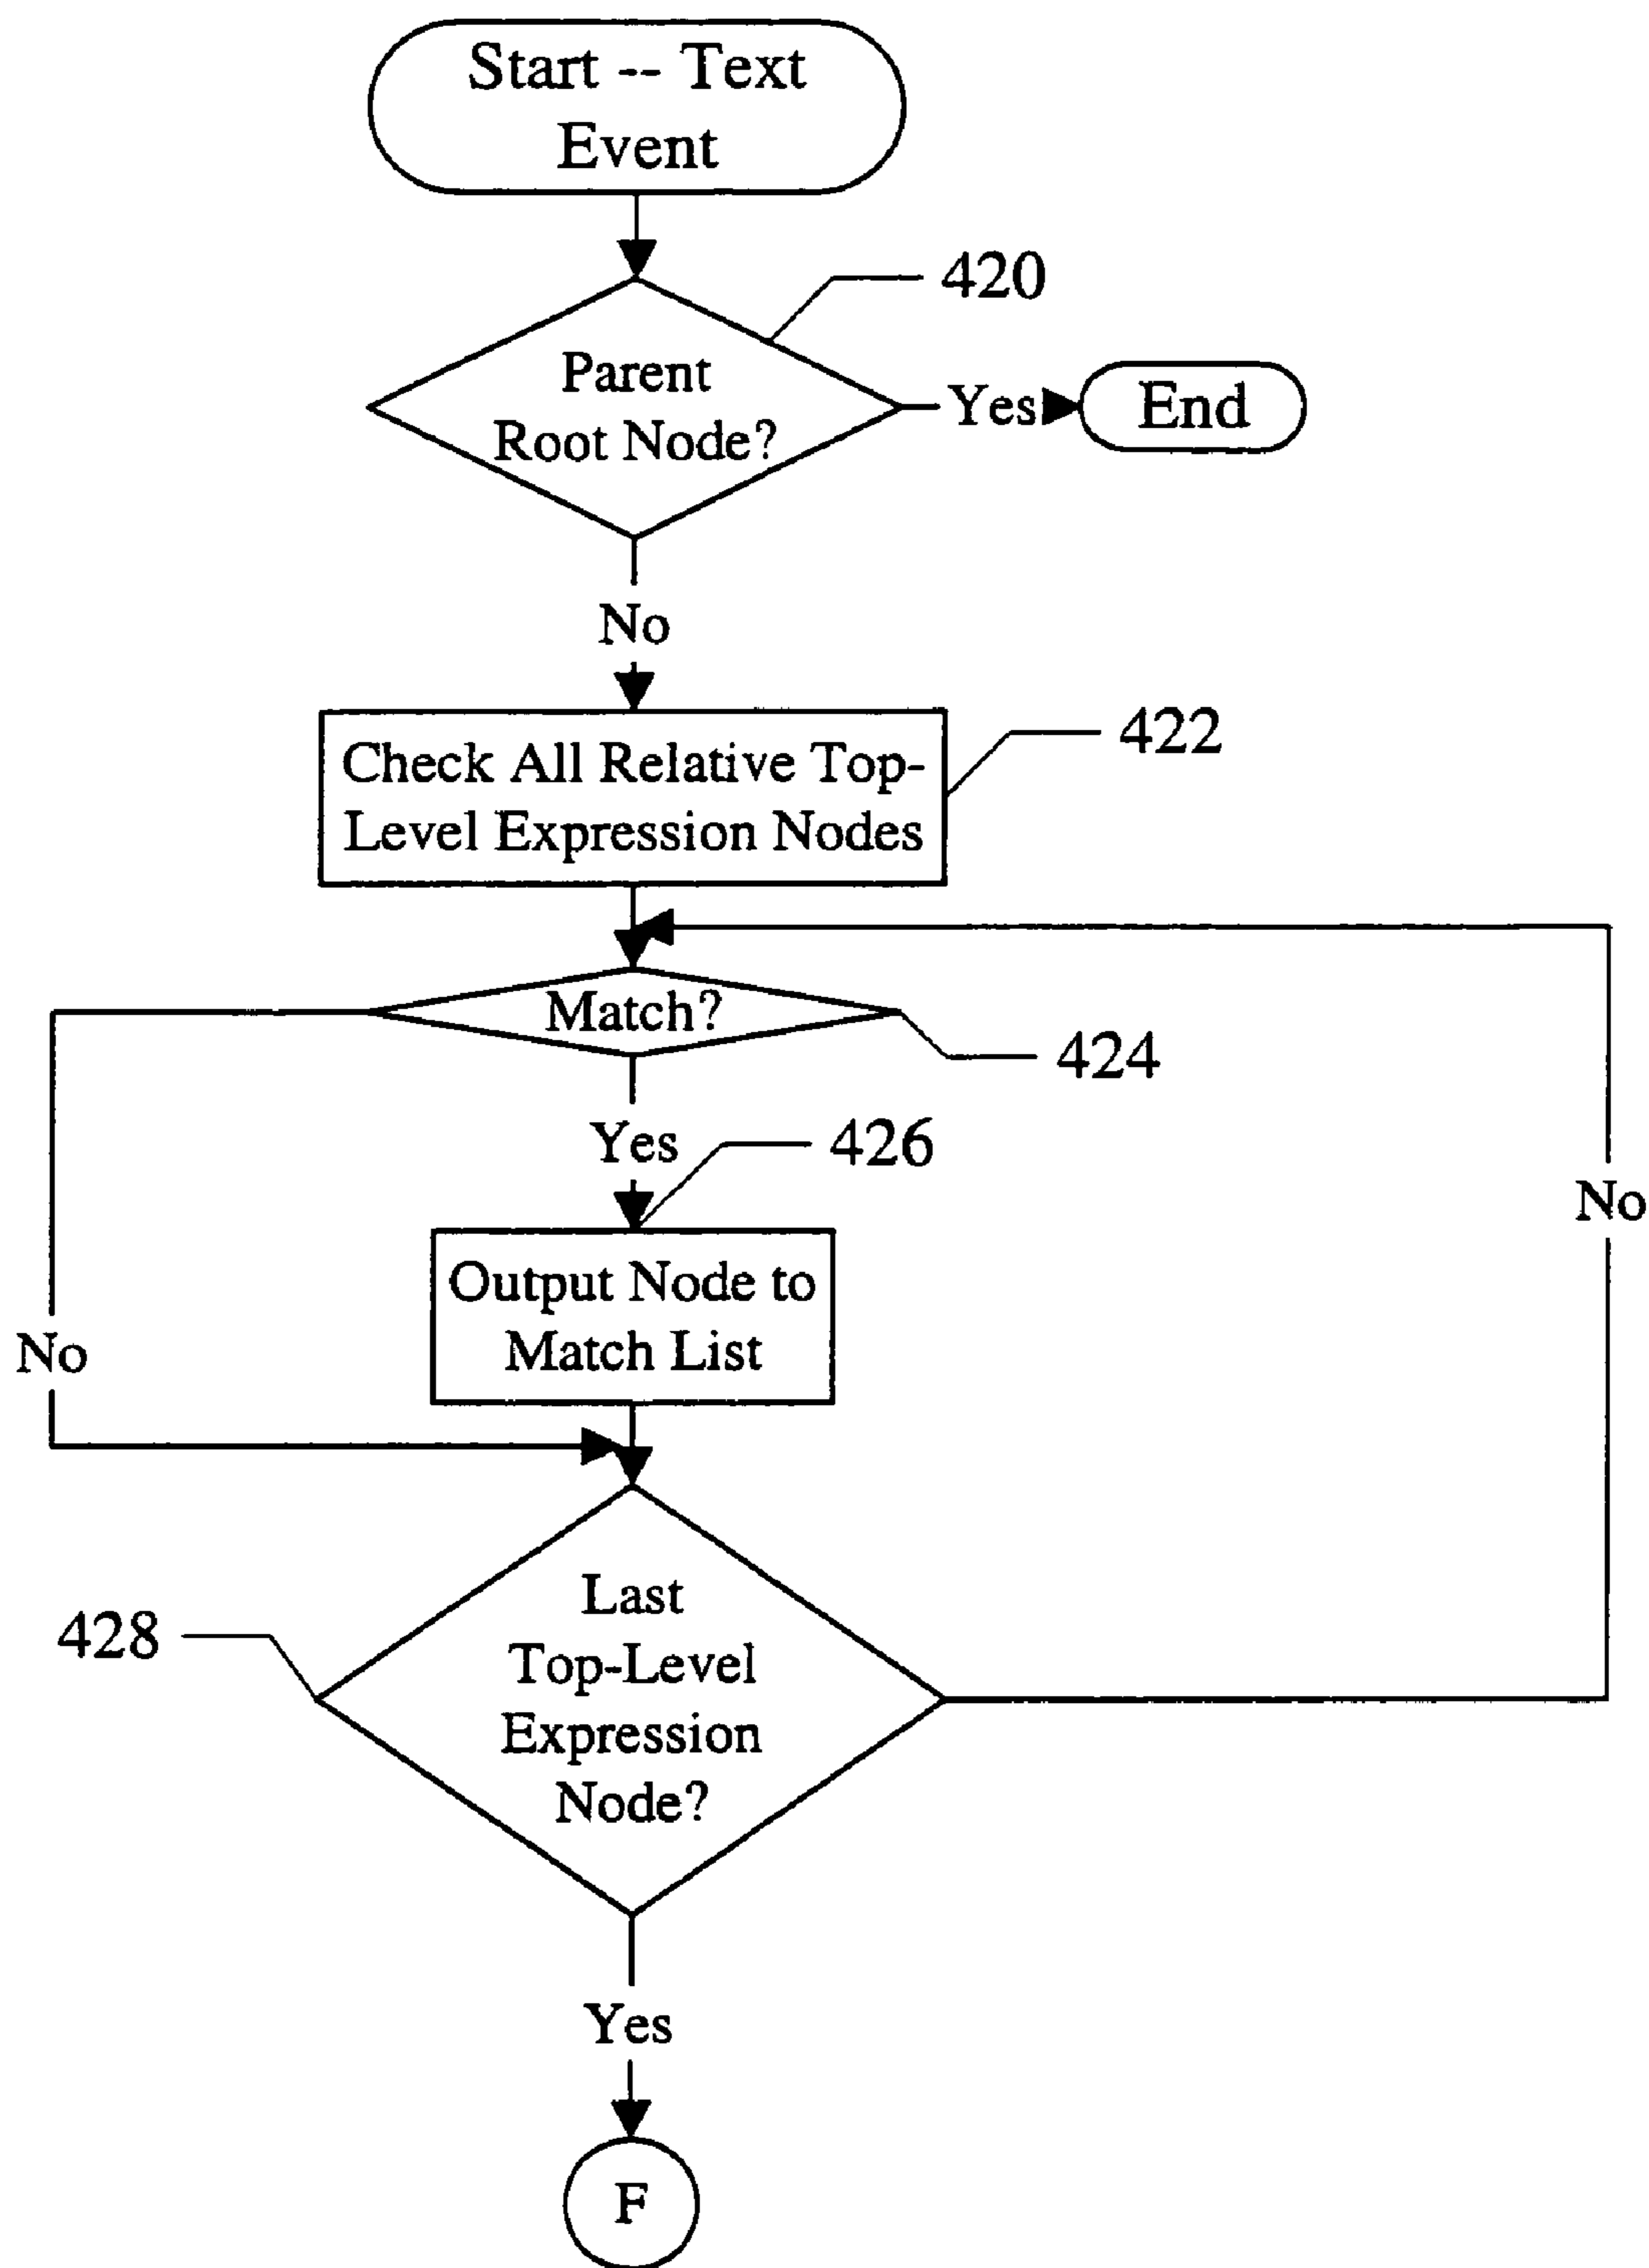 Start -- Text
Event
420
Parent
Root Node?
Yes
End
No
422
Check All Relative Top-
Level Expression Nodes
Match?
424
Yes
426
No
Output Node to
Match List
No
428
Last
Top-Level
Expression
Node?
Yes
F